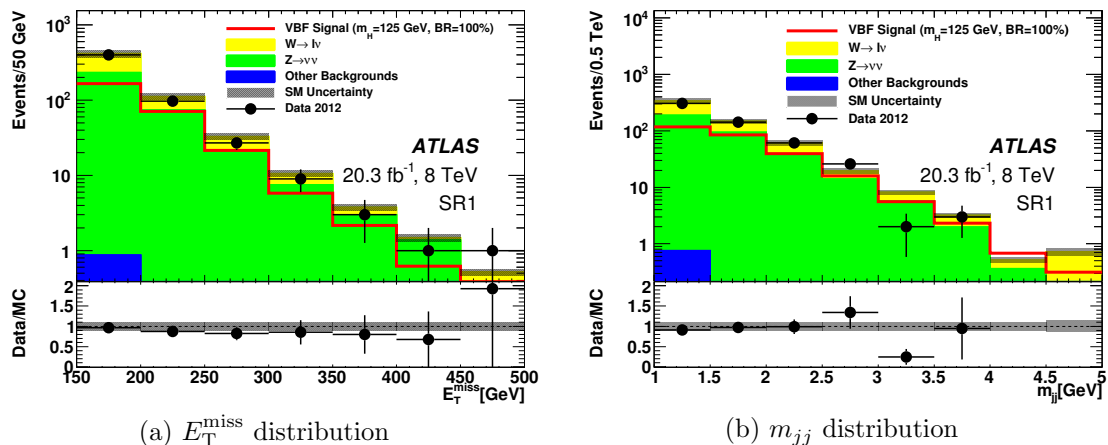 Events/50 GeV
10³
10²
10
1
VBF Signal (m_H=125 GeV, BR=100%)
W→ lν
Z→νν
Other Backgrounds
SM Uncertainty
Data 2012
ATLAS
20.3 fb⁻¹, 8 TeV
SR1
Data/MC
2
1.5
1
0.5
0
150 200 250 300 350 400 450 500
E_T^miss[GeV]
(a) E_T^miss distribution
Events/0.5 TeV
10⁴
10³
10²
10
1
VBF Signal (m_H=125 GeV, BR=100%)
W→ lν
Z→νν
Other Backgrounds
SM Uncertainty
Data 2012
ATLAS
20.3 fb⁻¹, 8 TeV
SR1
Data/MC
2
1.5
1
0.5
0
1 1.5 2 2.5 3 3.5 4 4.5 5
m_jj[GeV]
(b) m_jj distribution